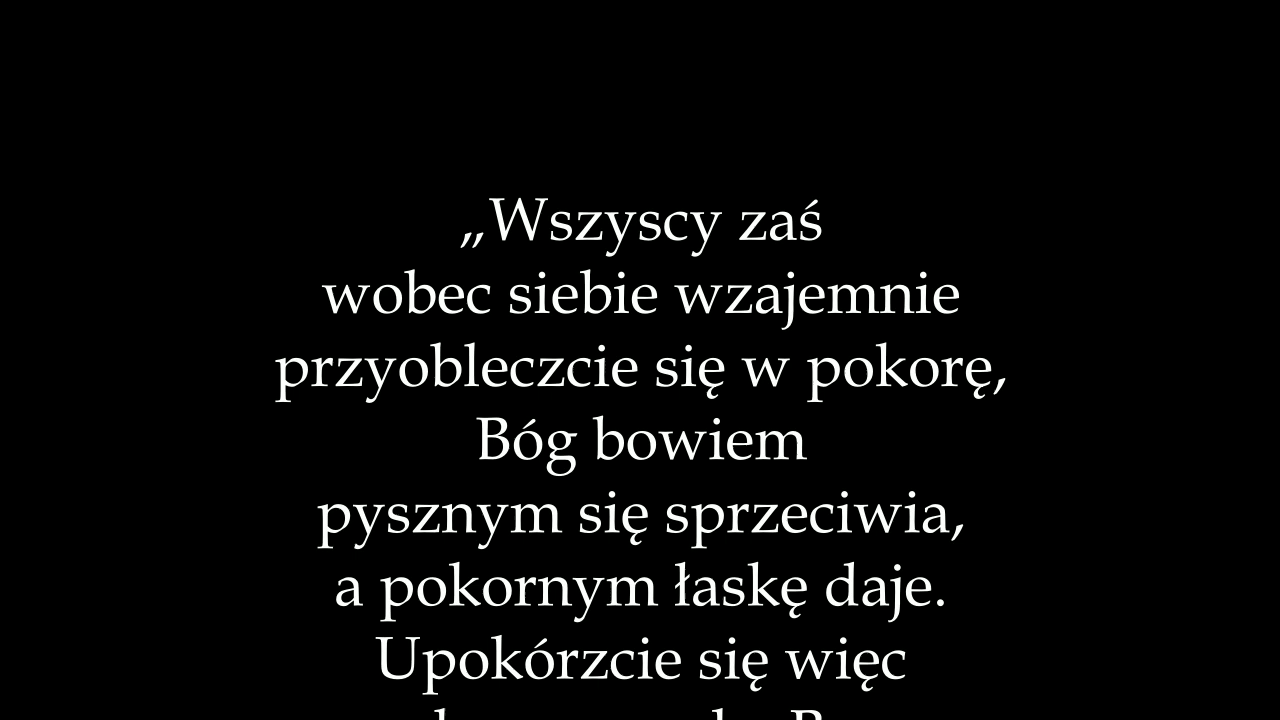 „Wszyscy zaś
wobec siebie wzajemnie
przyobleczcie się w pokorę,
Bóg bowiem
pysznym się sprzeciwia,
a pokornym łaskę daje.
Upokórzcie się więc